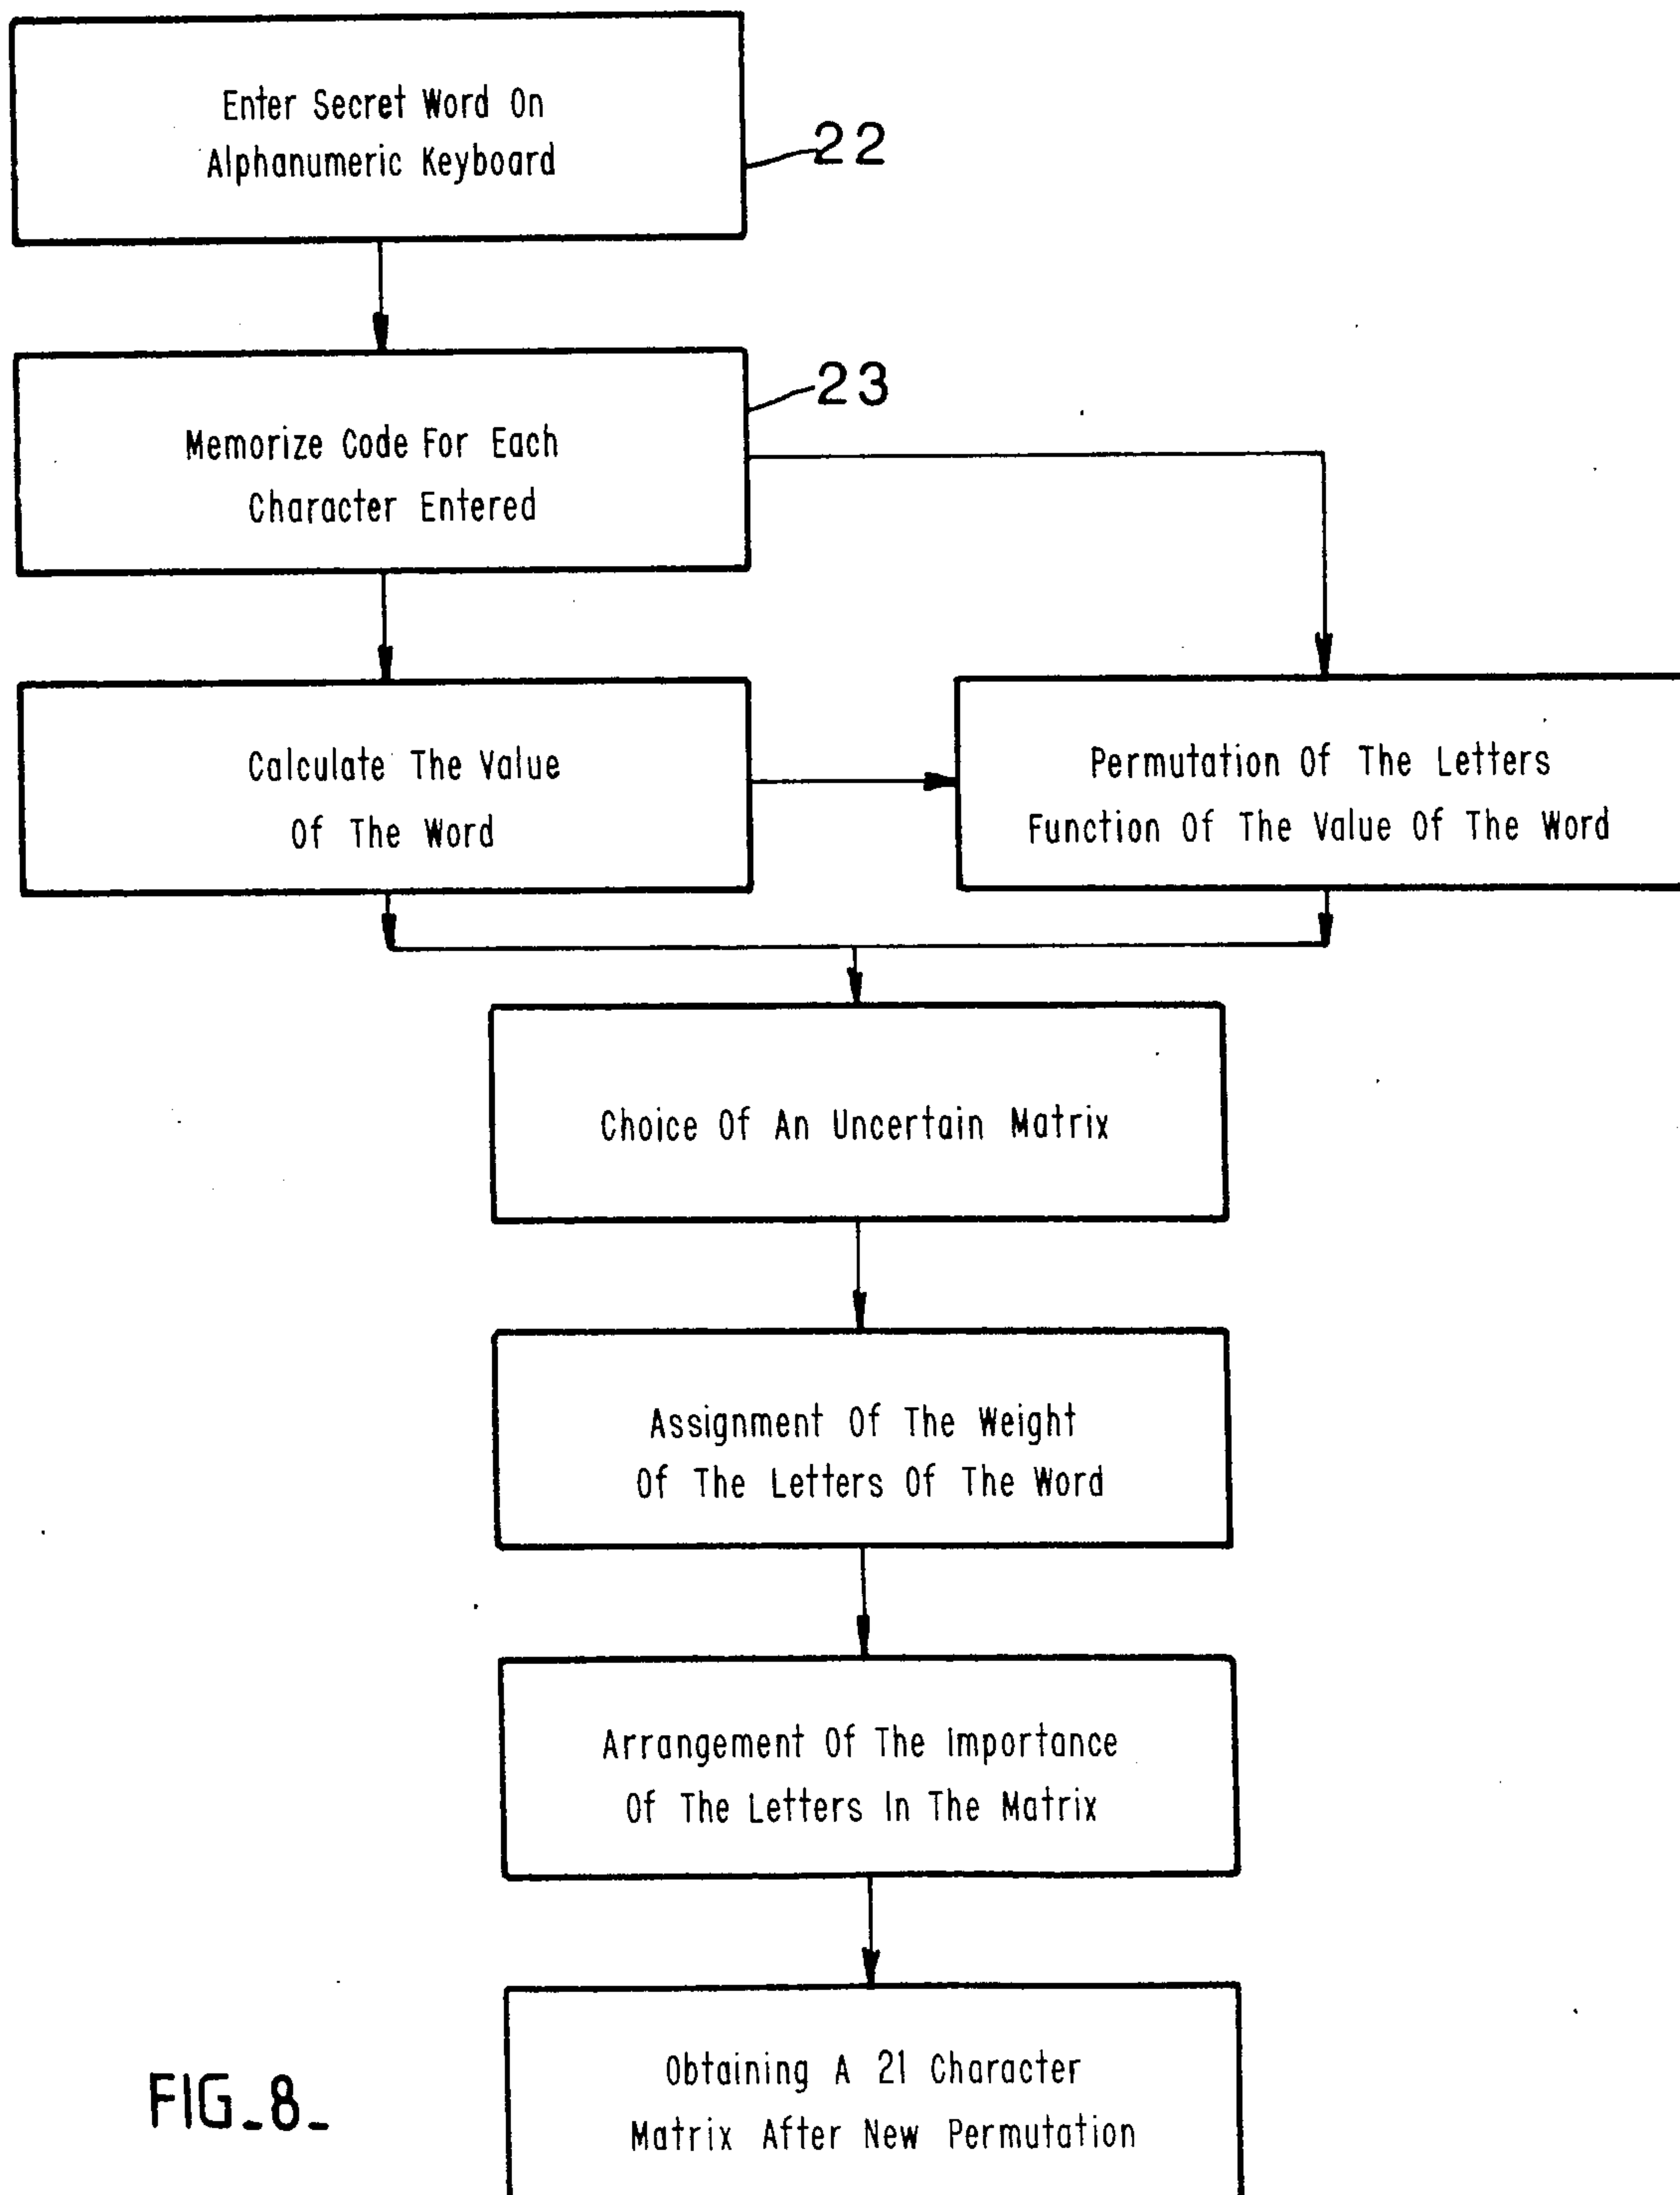 Enter Secret Word On
Alphanumeric Keyboard
22
Memorize Code For Each
Character Entered
23
Calculate The Value
Of The Word
Permutation Of The Letters
Function Of The Value Of The Word
Choice Of An Uncertain Matrix
Assignment Of The Weight
Of The Letters Of The Word
Arrangement Of The Importance
Of The Letters In The Matrix
Obtaining A 21 Character
Matrix After New Permutation
FIG_8_